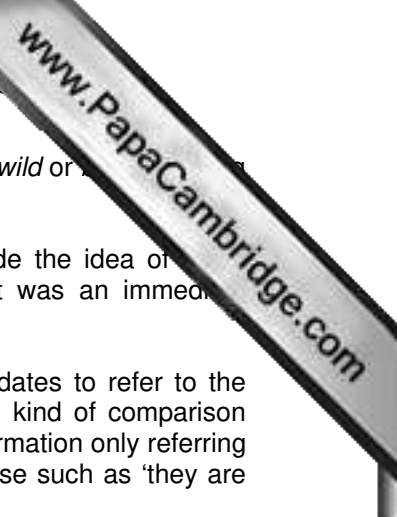 www.PapaCambridge.com
wild or
de the idea of
t was an immed
dates to refer to the
kind of comparison
rmation only referring
se such as 'they are